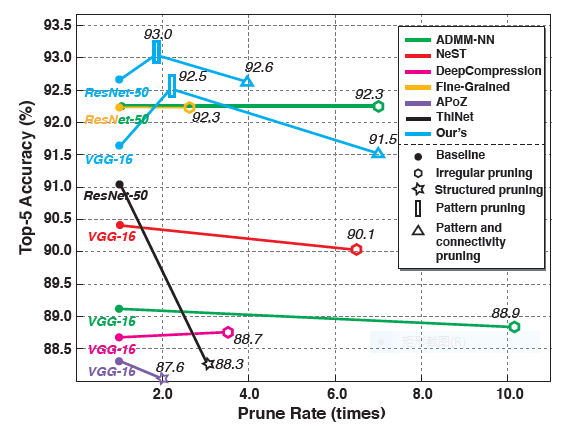 93.5
93.0
92.5
92.0
91.5
91.0
90.5
90.0
89.5
89.0
88.5
Top-5 Accuracy (%)
2.0
4.0
6.0
8.0
10.0
Prune Rate (times)
93.0
92.6
92.5
92.3
92.3
91.5
90.1
88.9
88.7
88.3
87.6
ResNet-50
ResNet-50
VGG-16
ResNet-50
VGG-16
VGG-16
VGG-16
VGG-16
ADMM-NN
NeST
DeepCompression
Fine-Grained
APoZ
ThiNet
Our's
Baseline
Irregular pruning
Structured pruning
Pattern pruning
Pattern and
connectivity
pruning